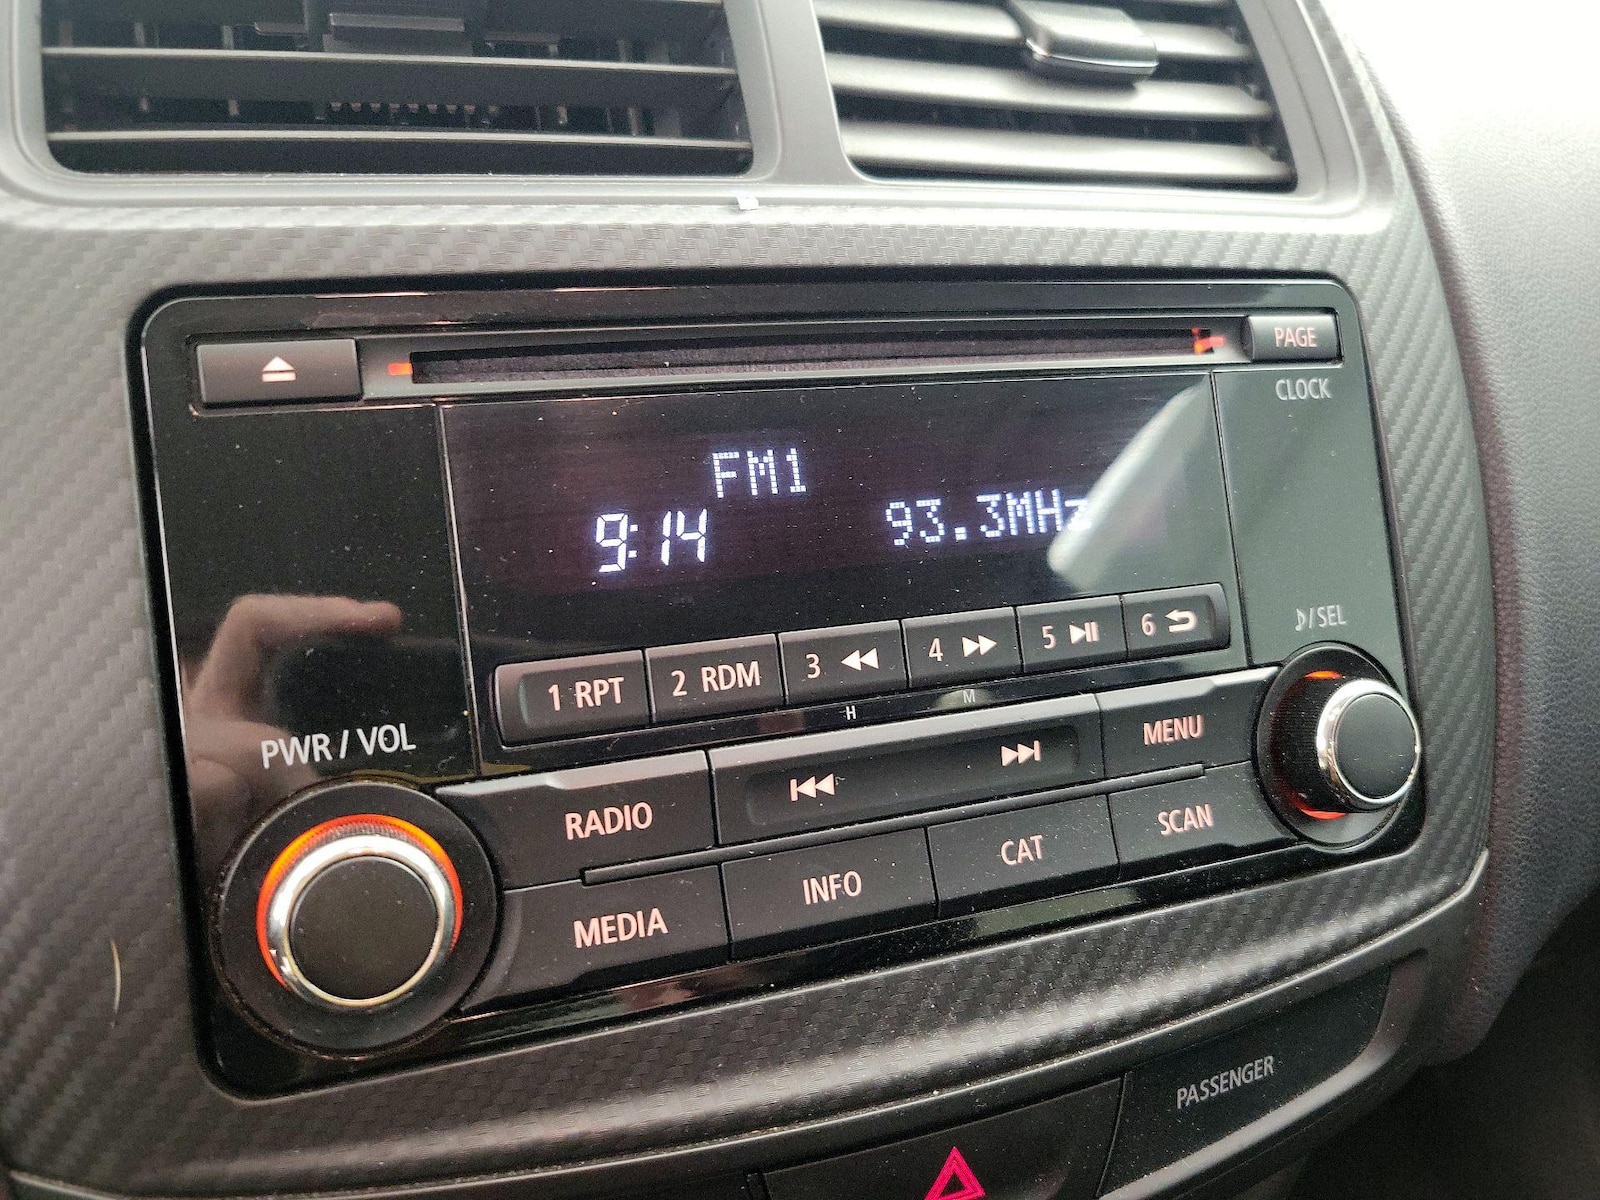 PAGE
CLOCK
FM1
9:14 93.3MHz
♪/SEL
1 RPT 2 RDM 3 4 5 6
H M
PWR / VOL
RADIO MENU
MEDIA INFO CAT SCAN
PASSENGER